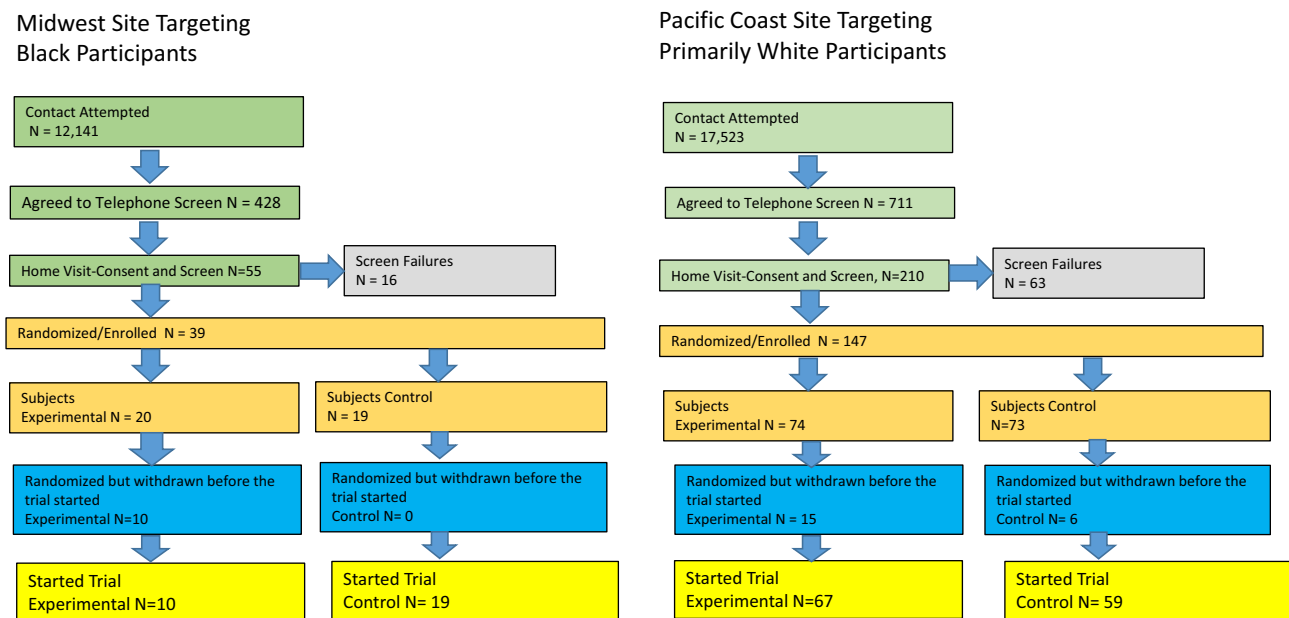 Midwest Site Targeting
Black Participants
Contact Attempted
N = 12,141
Agreed to Telephone Screen N = 428
Home Visit-Consent and Screen N=55
Screen Failures
N = 16
Randomized/Enrolled N = 39
Subjects
Experimental N = 20
Subjects Control
N = 19
Randomized but withdrawn before the
trial started
Experimental N=10
Randomized but withdrawn before the
trial started
Control N= 0
Started Trial
Experimental N=10
Started Trial
Control N= 19
Pacific Coast Site Targeting
Primarily White Participants
Contact Attempted
N = 17,523
Agreed to Telephone Screen N = 711
Home Visit-Consent and Screen, N=210
Screen Failures
N = 63
Randomized/Enrolled N = 147
Subjects
Experimental N = 74
Subjects Control
N=73
Randomized but withdrawn before the
trial started
Experimental N = 15
Randomized but withdrawn before the
trial started
Control N= 6
Started Trial
Experimental N=67
Started Trial
Control N= 59